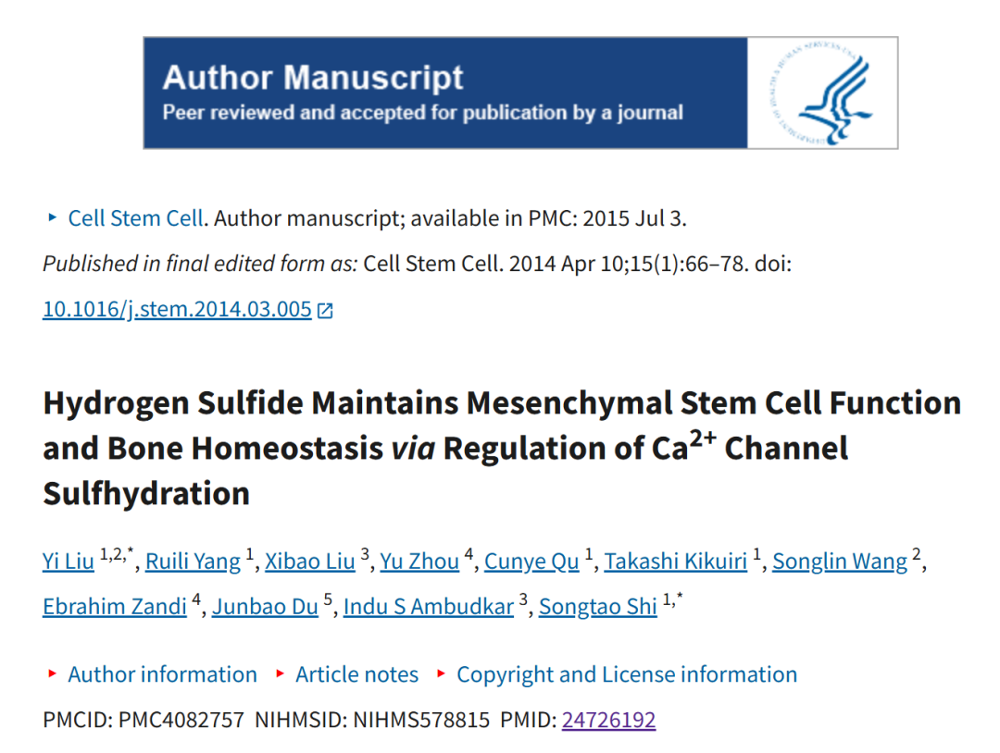 Author Manuscript
Peer reviewed and accepted for publication by a journal
▸ Cell Stem Cell. Author manuscript; available in PMC: 2015 Jul 3.
Published in final edited form as: Cell Stem Cell. 2014 Apr 10;15(1):66–78. doi:
10.1016/j.stem.2014.03.005
Hydrogen Sulfide Maintains Mesenchymal Stem Cell Function
and Bone Homeostasis via Regulation of Ca²⁺ Channel
Sulfhydration
Yi Liu 1,2,*, Ruili Yang 1, Xibao Liu 3, Yu Zhou 4, Cunye Qu 1, Takashi Kikuiri 1, Songlin Wang 2,
Ebrahim Zandi 4, Junbao Du 5, Indu S Ambudkar 3, Songtao Shi 1,*
▸ Author information ▸ Article notes ▸ Copyright and License information
PMCID: PMC4082757 NIHMSID: NIHMS578815 PMID: 24726192